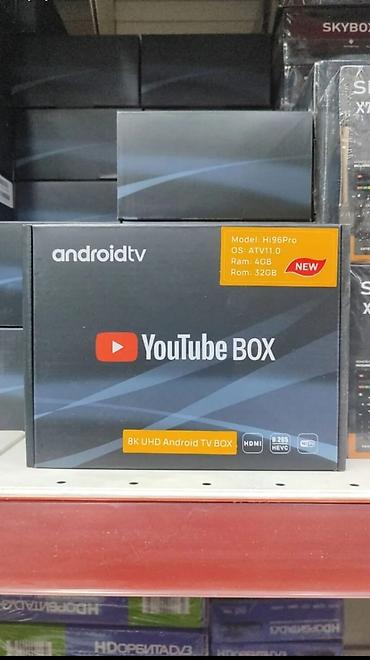 SKYBOX
androidtv
Model: Hi96Pro
OS: ATV11.0
Ram: 4GB
Rom: 32GB
NEW
YouTube BOX
8K UHD Android TV BOX
HDMI
HEVC
WiFi